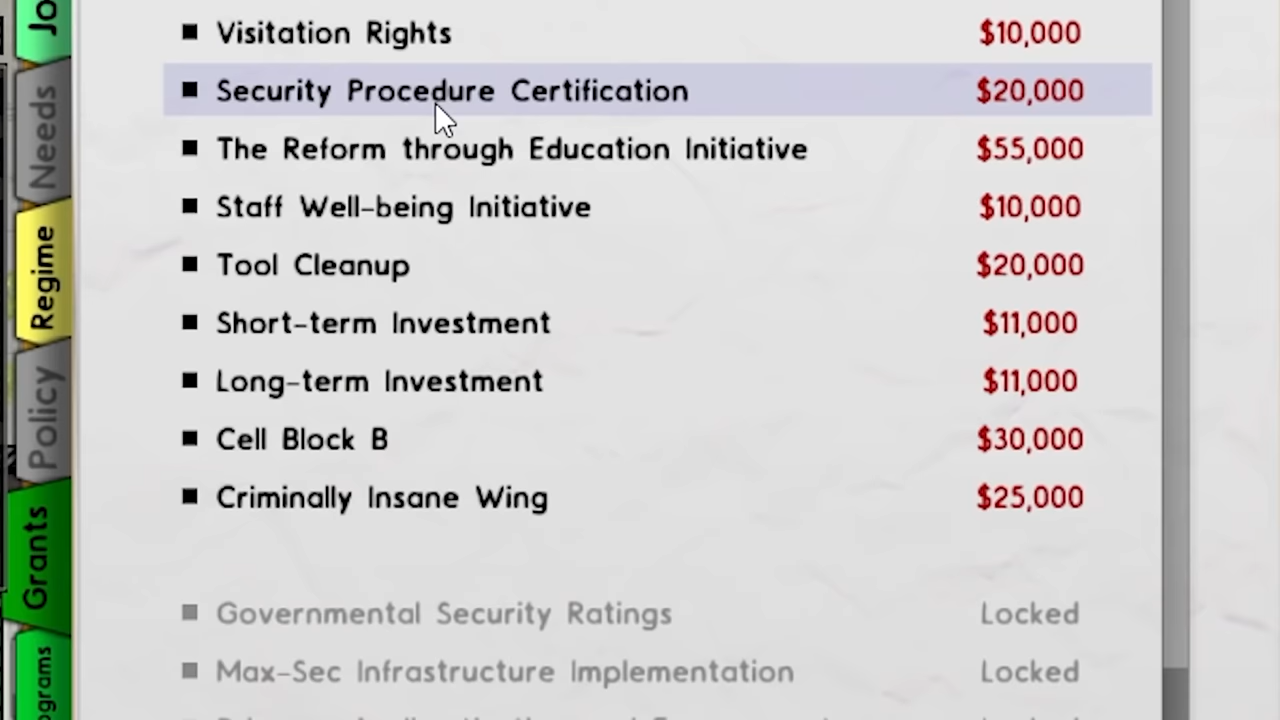 Visitation Rights $10,000
Security Procedure Certification $20,000
The Reform through Education Initiative $55,000
Staff Well-being Initiative $10,000
Tool Cleanup $20,000
Short-term Investment $11,000
Long-term Investment $11,000
Cell Block B $30,000
Criminally Insane Wing $25,000
Governmental Security Ratings Locked
Max-Sec Infrastructure Implementation Locked
Jo
Needs
Regime
Policy
Grants
ograms